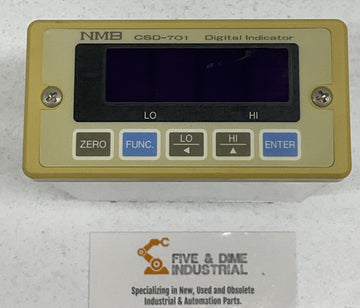 NMB CSD-701 Digital Indicator
LO HI
ZERO FUNC. LO HI ENTER
FIVE & DIME
INDUSTRIAL
Specializing in New, Used and Obsolete
Industrial & Automation Parts.